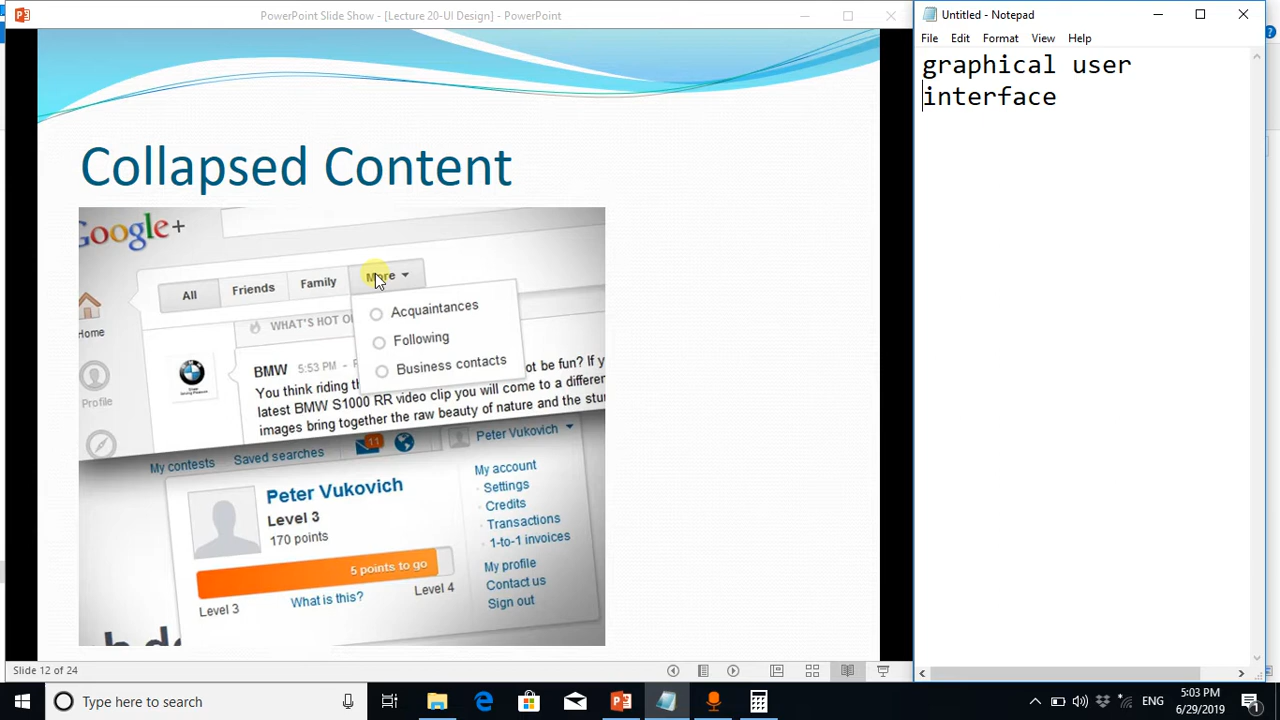 PowerPoint Slide Show - [Lecture 20-UI Design] - PowerPoint
Untitled - Notepad
File Edit Format View Help
graphical user
interface
Collapsed Content
Google+
All Friends Family More
Acquaintances
Following
Business contacts
Home
Profile
WHAT'S HOT
BMW 5:53 PM -
You think riding not be fun? If y
latest BMW S1000 RR video clip you will come to a different
images bring together the raw beauty of nature and the stu
My contests Saved searches 11 Peter Vukovich
Peter Vukovich
Level 3
170 points
5 points to go
Level 3 What is this? Level 4
My account
Settings
Credits
Transactions
1-to-1 invoices
My profile
Contact us
Sign out
Slide 12 of 24
Type here to search
ENG
5:03 PM
6/29/2019
1